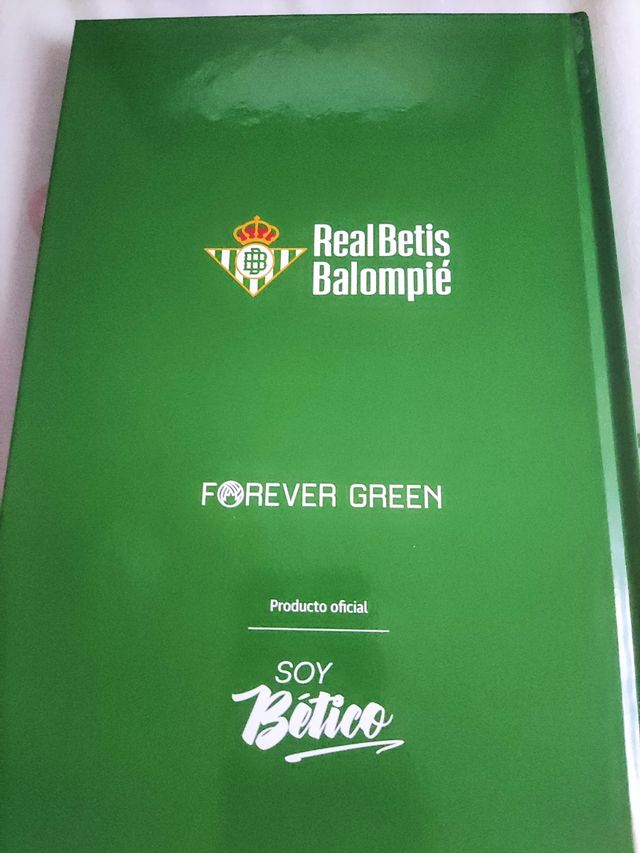 Real Betis
Balompié
FOREVER GREEN
Producto oficial
SOY
Bético